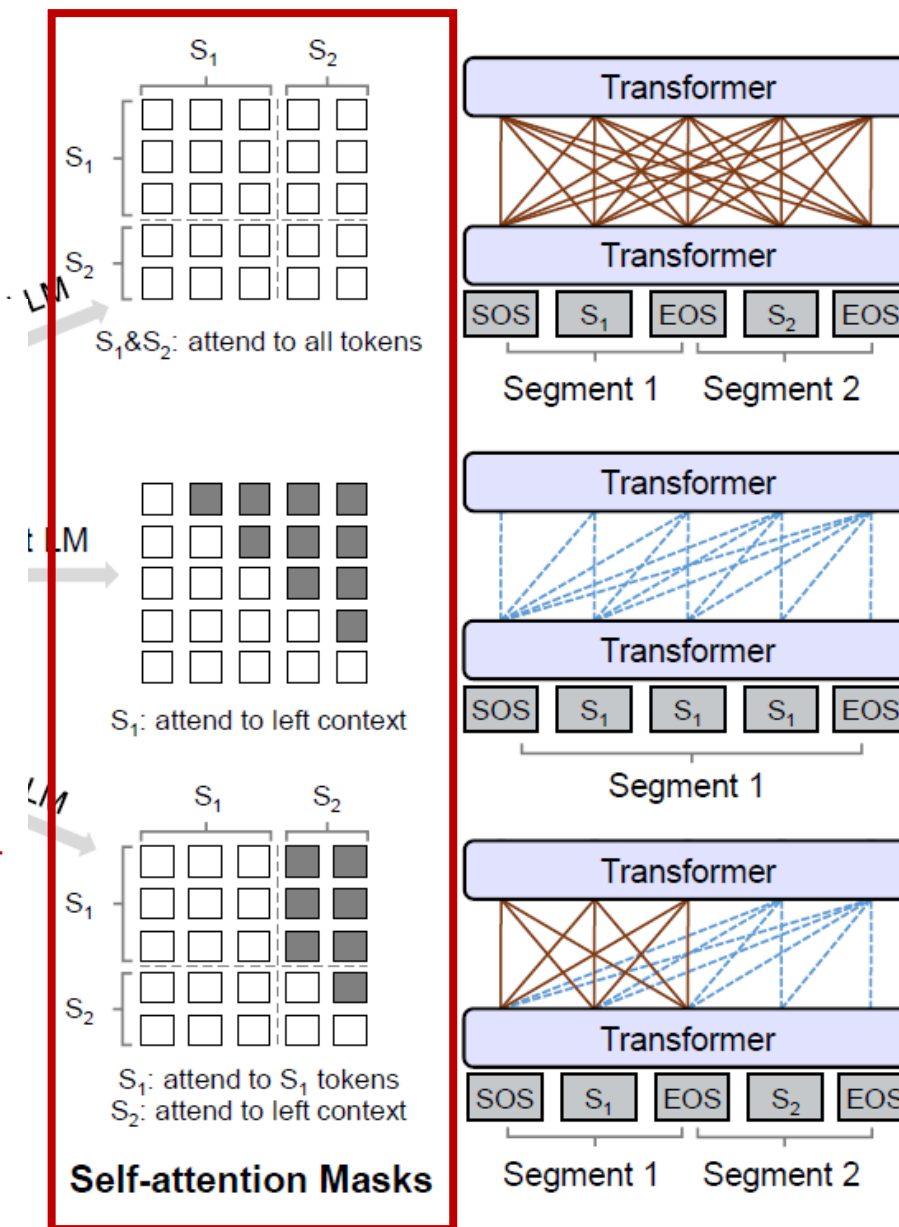 S₁ S₂
S₁
S₂
LM
S₁&S₂: attend to all tokens
Transformer
Transformer
SOS S₁ EOS S₂ EOS
Segment 1 Segment 2
t LM
S₁: attend to left context
Transformer
Transformer
SOS S₁ S₁ S₁ EOS
Segment 1
LM
S₁ S₂
S₁
S₂
S₁: attend to S₁ tokens
S₂: attend to left context
Self-attention Masks
Transformer
Transformer
SOS S₁ EOS S₂ EOS
Segment 1 Segment 2